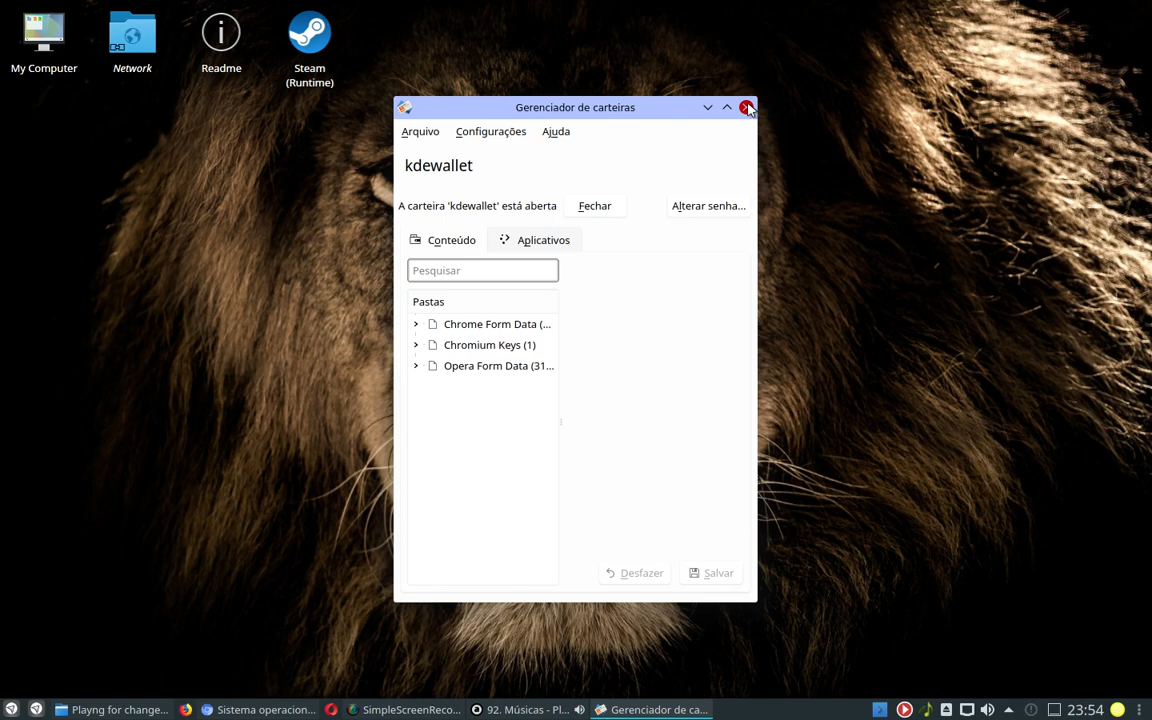 My Computer
Network
Readme
Steam
(Runtime)
Gerenciador de carteiras
Arquivo Configurações Ajuda
kdewallet
A carteira 'kdewallet' está aberta Fechar Alterar senha...
Conteúdo Aplicativos
Pesquisar
Pastas
Chrome Form Data (...
Chromium Keys (1)
Opera Form Data (31...
Desfazer Salvar
Playng for change... Sistema operacion... SimpleScreenReco... 92. Músicas - Pl... Gerenciador de ca... 23:54